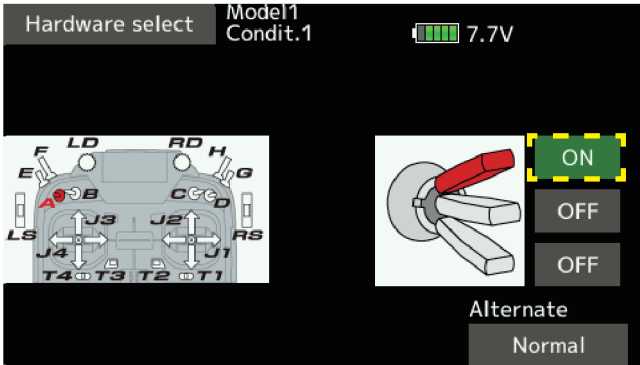 Hardware select
Model1
Condit.1
7.7V
F LD RD H
E A B C D G
J3 J2
LS J4 J1 RS
T4 T3 T2 T1
ON
OFF
OFF
Alternate
Normal